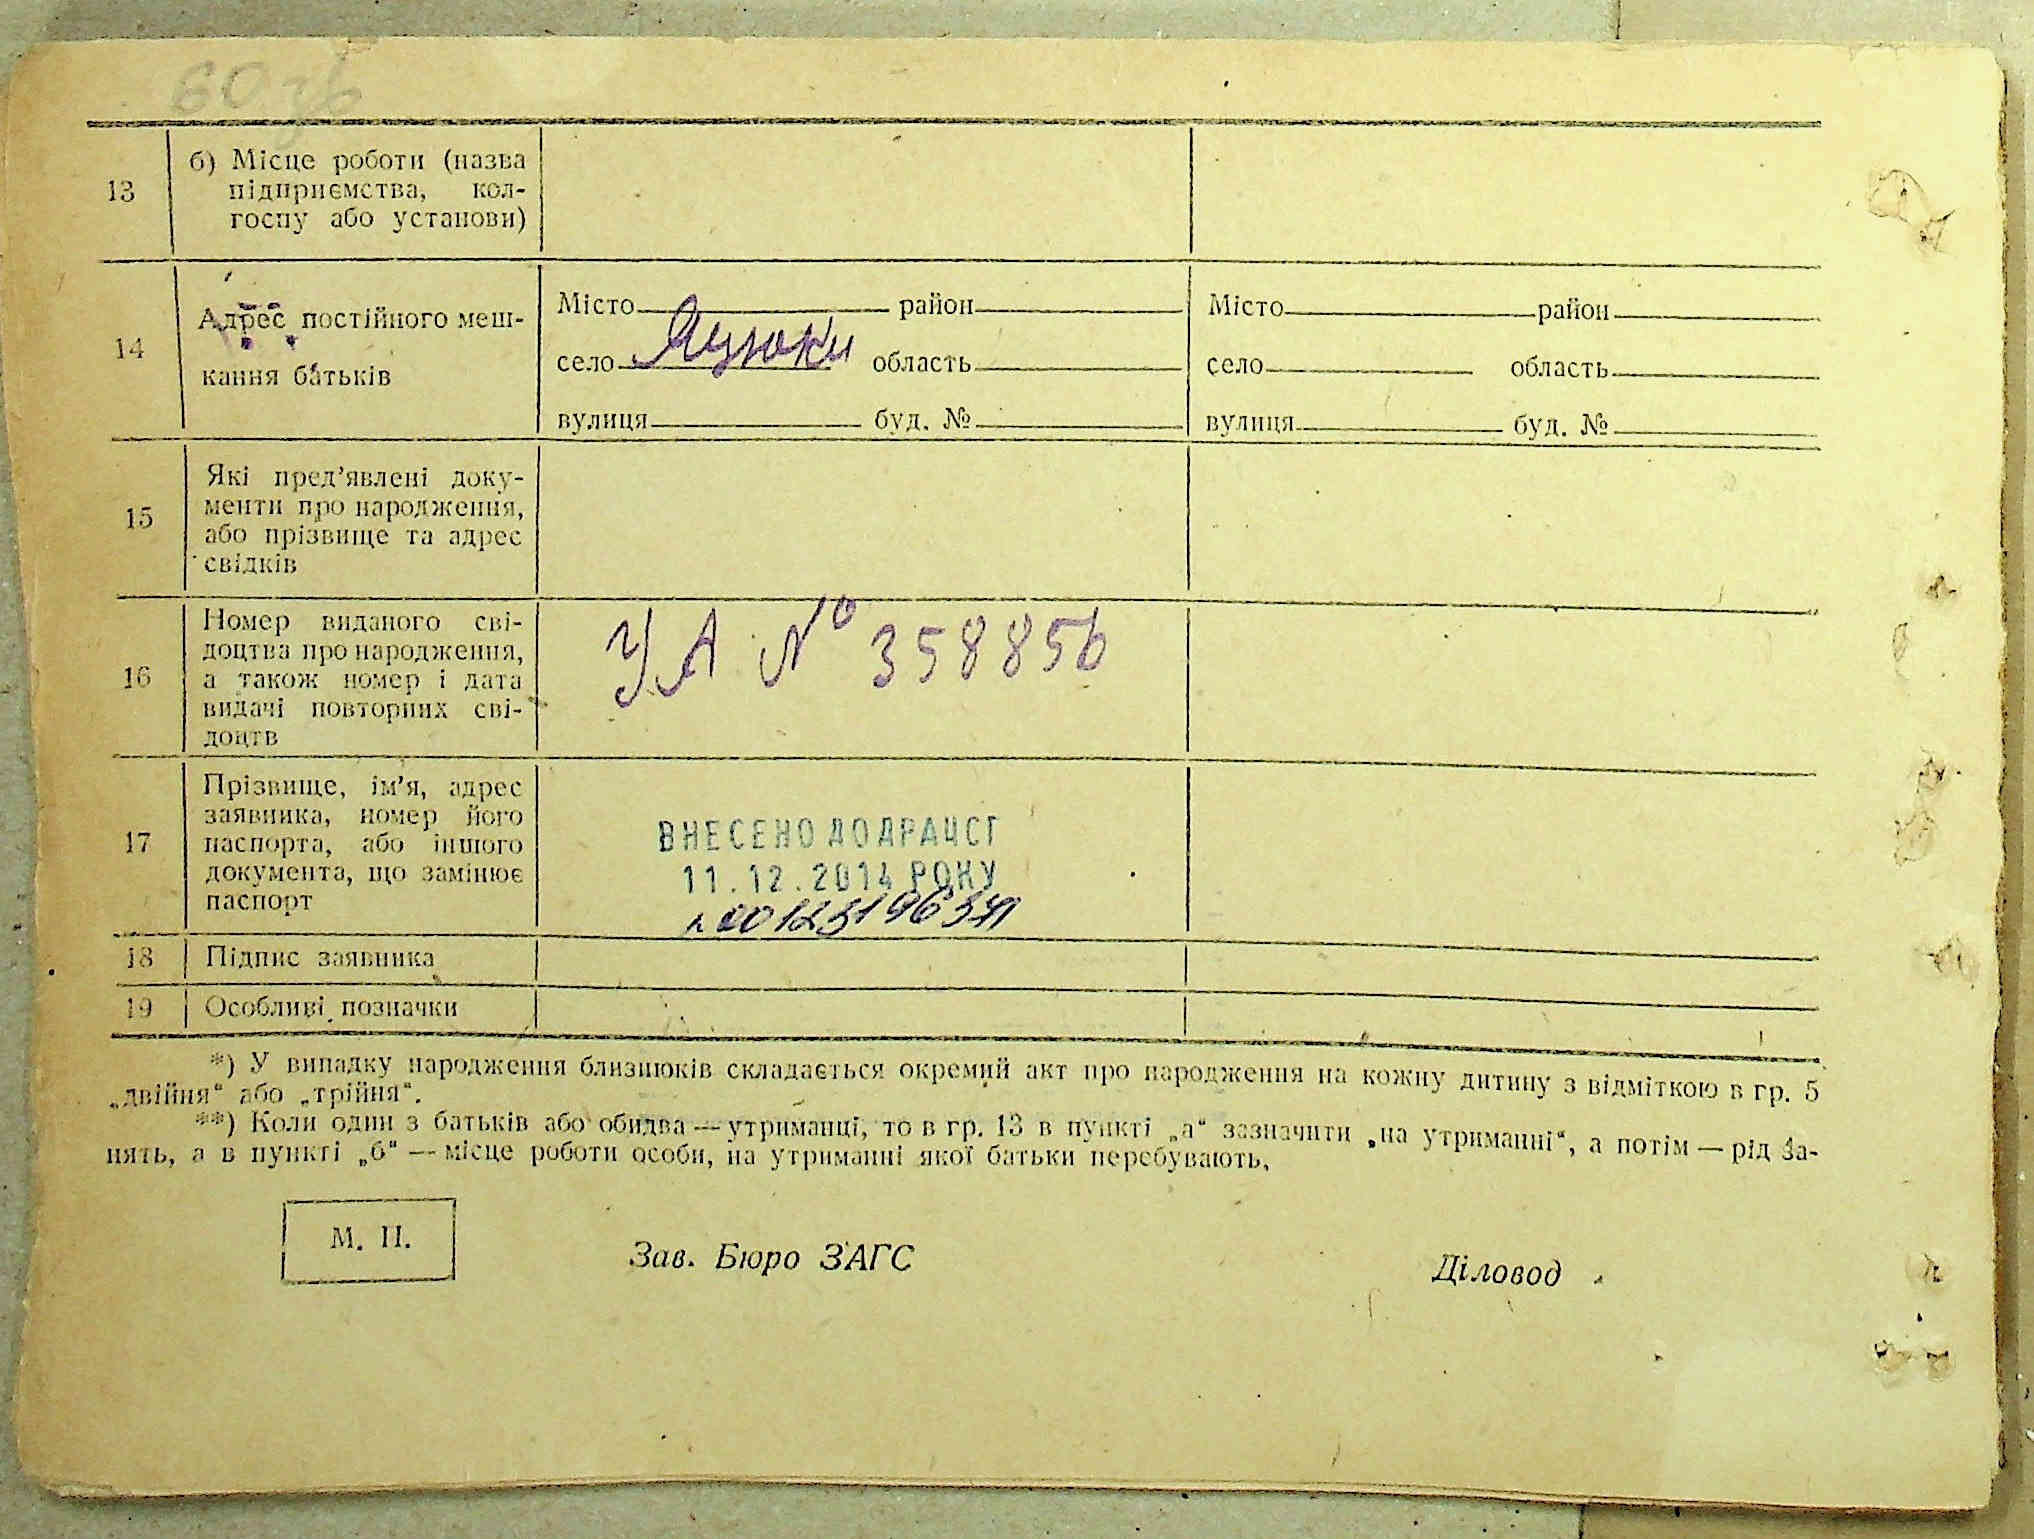 60 зв
13
б) Місце роботи (назва
підприємства, кол-
госпу або установи)
14
Адрес постійного меш-
кання батьків
Місто район
село Язуоки область
вулиця буд. №
Місто район
село область
вулиця буд. №
15
Які пред’явлені доку-
менти про народження,
або прізвище та адрес
свідків
16
Номер виданого сві-
доцтва про народження,
а також номер і дата
видачі повторних сві-
доцтв
УА № 358856
17
Прізвище, ім’я, адрес
заявника, номер його
паспорта, або іншого
документа, що замінює
паспорт
ВНЕСЕНО ДО ДРАЦСГ
11.12.2014 РОКУ
18
Підпис заявника
19
Особливі позначки
*) У випадку народження близнюків складається окремий акт про народження на кожну дитину з відміткою в гр. 5
„двійня“ або „трійня“.
**) Коли один з батьків або обидва — утриманці, то в гр. 13 в пункті „а“ зазначити „на утриманні“, а потім — рід за-
нять, а в пункті „б“ — місце роботи особи, на утриманні якої батьки перебувають,
М. П.
Зав. Бюро ЗАГС
Діловод